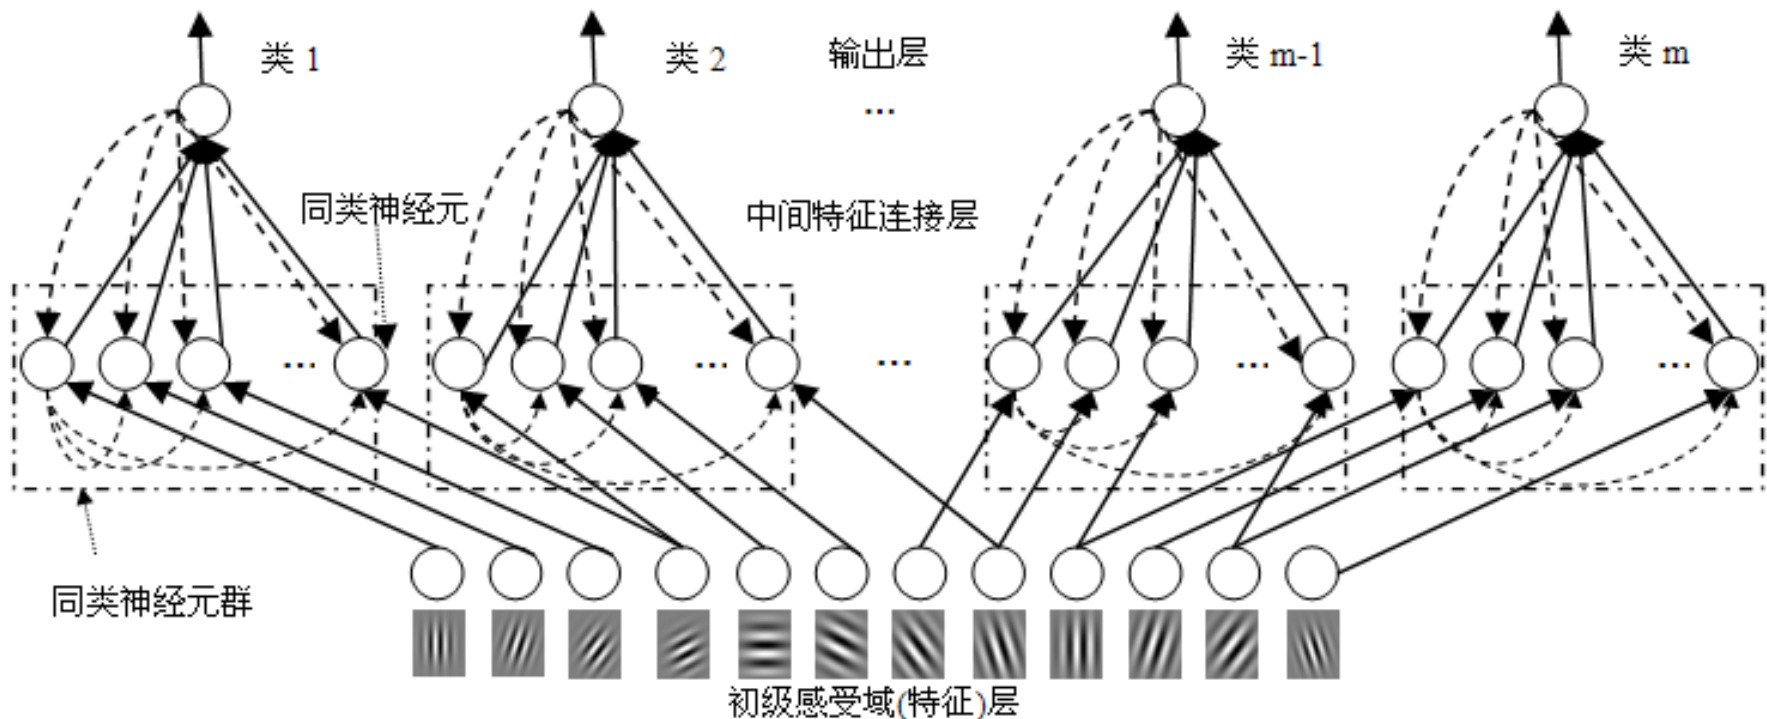 类 1
类 2
输出层
类 m-1
类 m
...
同类神经元
中间特征连接层
...
...
...
...
...
同类神经元群
初级感受域(特征)层